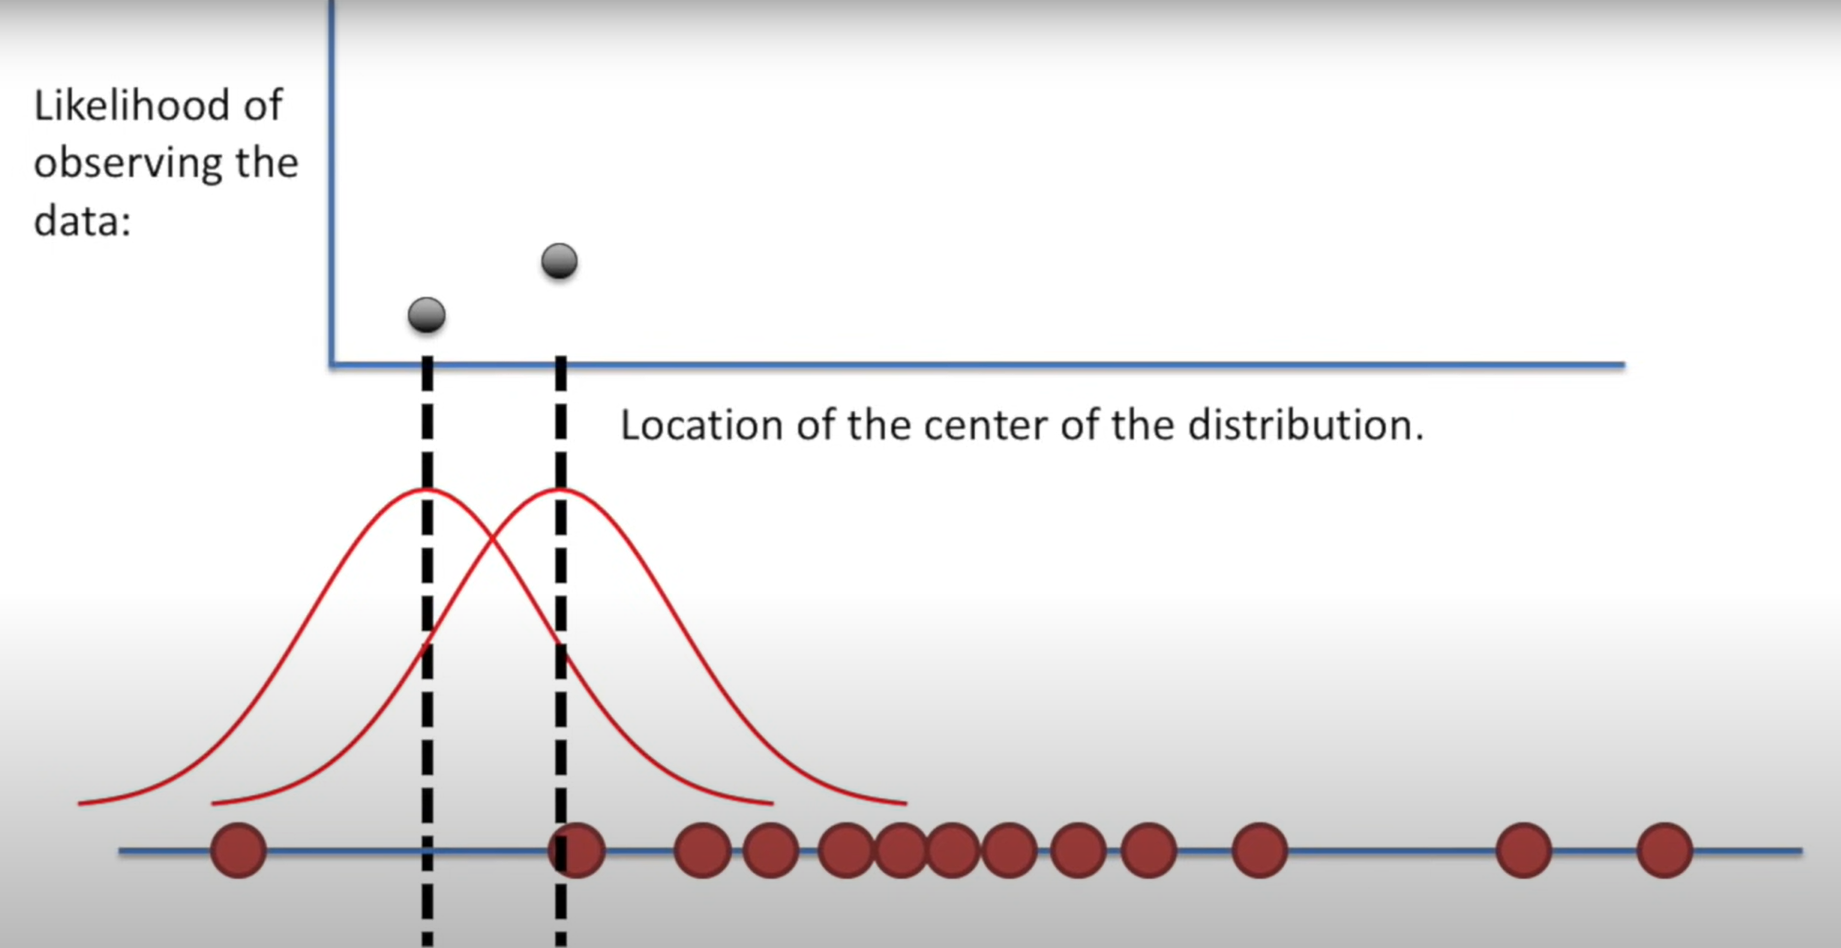 Likelihood of
observing the
data:
Location of the center of the distribution.